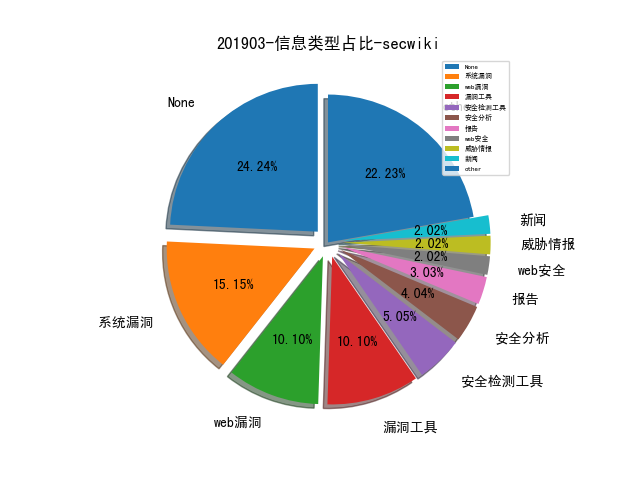 201903-信息类型占比-secwiki
None
系统漏洞
web漏洞
漏洞工具
安全检测工具
安全分析
报告
web安全
威胁情报
新闻
other
None
24.24%
22.23%
新闻
2.02%
威胁情报
2.02%
web安全
2.02%
报告
3.03%
安全分析
4.04%
安全检测工具
5.05%
漏洞工具
10.10%
web漏洞
10.10%
系统漏洞
15.15%